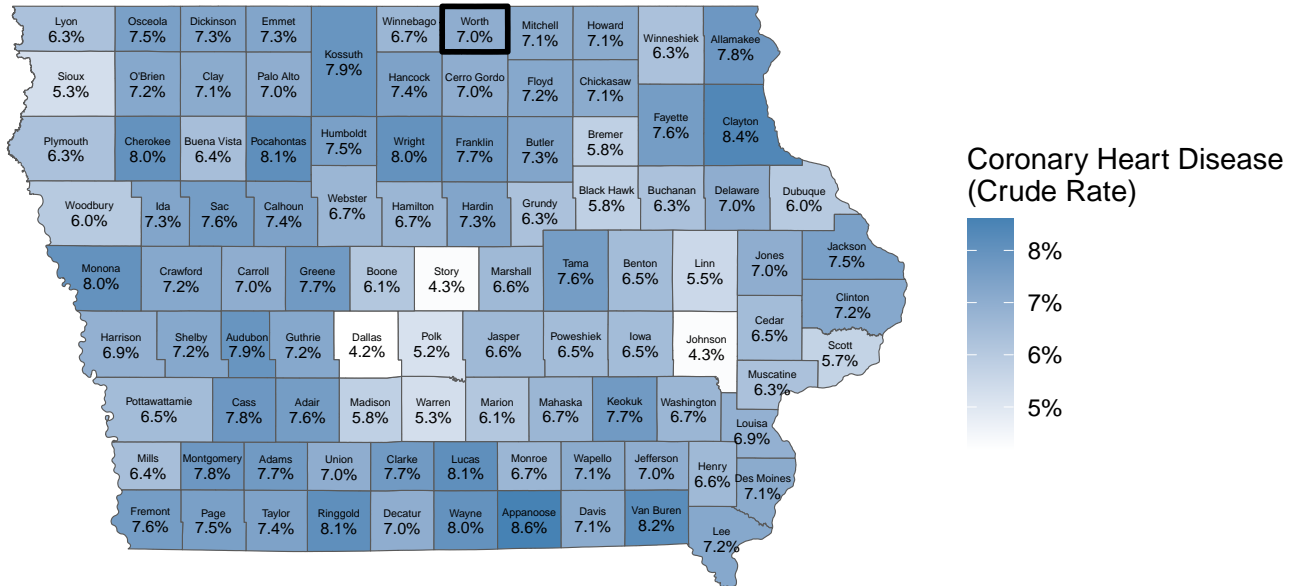 Lyon
6.3%
Osceola
7.5%
Dickinson
7.3%
Emmet
7.3%
Kossuth
7.9%
Winnebago
6.7%
Worth
7.0%
Mitchell
7.1%
Howard
7.1%
Winneshiek
6.3%
Allamakee
7.8%
Sioux
5.3%
O'Brien
7.2%
Clay
7.1%
Palo Alto
7.0%
Hancock
7.4%
Cerro Gordo
7.0%
Floyd
7.2%
Chickasaw
7.1%
Fayette
7.6%
Clayton
8.4%
Plymouth
6.3%
Cherokee
8.0%
Buena Vista
6.4%
Pocahontas
8.1%
Humboldt
7.5%
Wright
8.0%
Franklin
7.7%
Butler
7.3%
Bremer
5.8%
Woodbury
6.0%
Ida
7.3%
Sac
7.6%
Calhoun
7.4%
Webster
6.7%
Hamilton
6.7%
Hardin
7.3%
Grundy
6.3%
Black Hawk
5.8%
Buchanan
6.3%
Delaware
7.0%
Dubuque
6.0%
Monona
8.0%
Crawford
7.2%
Carroll
7.0%
Greene
7.7%
Boone
6.1%
Story
4.3%
Marshall
6.6%
Tama
7.6%
Benton
6.5%
Linn
5.5%
Jones
7.0%
Jackson
7.5%
Clinton
7.2%
Harrison
6.9%
Shelby
7.2%
Audubon
7.9%
Guthrie
7.2%
Dallas
4.2%
Polk
5.2%
Jasper
6.6%
Poweshiek
6.5%
Iowa
6.5%
Johnson
4.3%
Cedar
6.5%
Scott
5.7%
Muscatine
6.3%
Pottawattamie
6.5%
Cass
7.8%
Adair
7.6%
Madison
5.8%
Warren
5.3%
Marion
6.1%
Mahaska
6.7%
Keokuk
7.7%
Washington
6.7%
Louisa
6.9%
Mills
6.4%
Montgomery
7.8%
Adams
7.7%
Union
7.0%
Clarke
7.7%
Lucas
8.1%
Monroe
6.7%
Wapello
7.1%
Jefferson
7.0%
Henry
6.6%
Des Moines
7.1%
Fremont
7.6%
Page
7.5%
Taylor
7.4%
Ringgold
8.1%
Decatur
7.0%
Wayne
8.0%
Appanoose
8.6%
Davis
7.1%
Van Buren
8.2%
Lee
7.2%
Coronary Heart Disease
(Crude Rate)
8%
7%
6%
5%